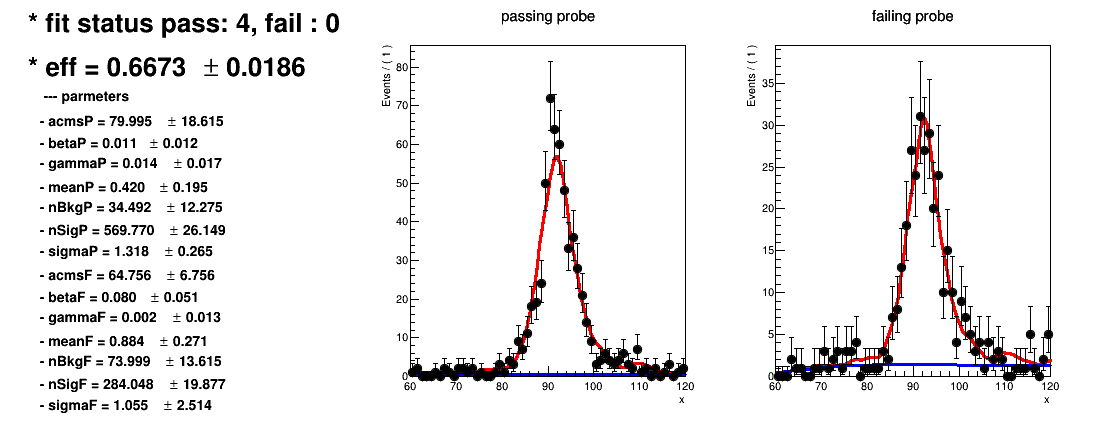 * fit status pass: 4, fail : 0
* eff = 0.6673 ± 0.0186
--- parmeters
- acmsP = 79.995 ± 18.615
- betaP = 0.011 ± 0.012
- gammaP = 0.014 ± 0.017
- meanP = 0.420 ± 0.195
- nBkgP = 34.492 ± 12.275
- nSigP = 569.770 ± 26.149
- sigmaP = 1.318 ± 0.265
- acmsF = 64.756 ± 6.756
- betaF = 0.080 ± 0.051
- gammaF = 0.002 ± 0.013
- meanF = 0.884 ± 0.271
- nBkgF = 73.999 ± 13.615
- nSigF = 284.048 ± 19.877
- sigmaF = 1.055 ± 2.514
passing probe
Events / ( 1 )
80
70
60
50
40
30
20
10
0
60 70 80 90 100 110 120
x
failing probe
Events / ( 1 )
35
30
25
20
15
10
5
0
60 70 80 90 100 110 120
x